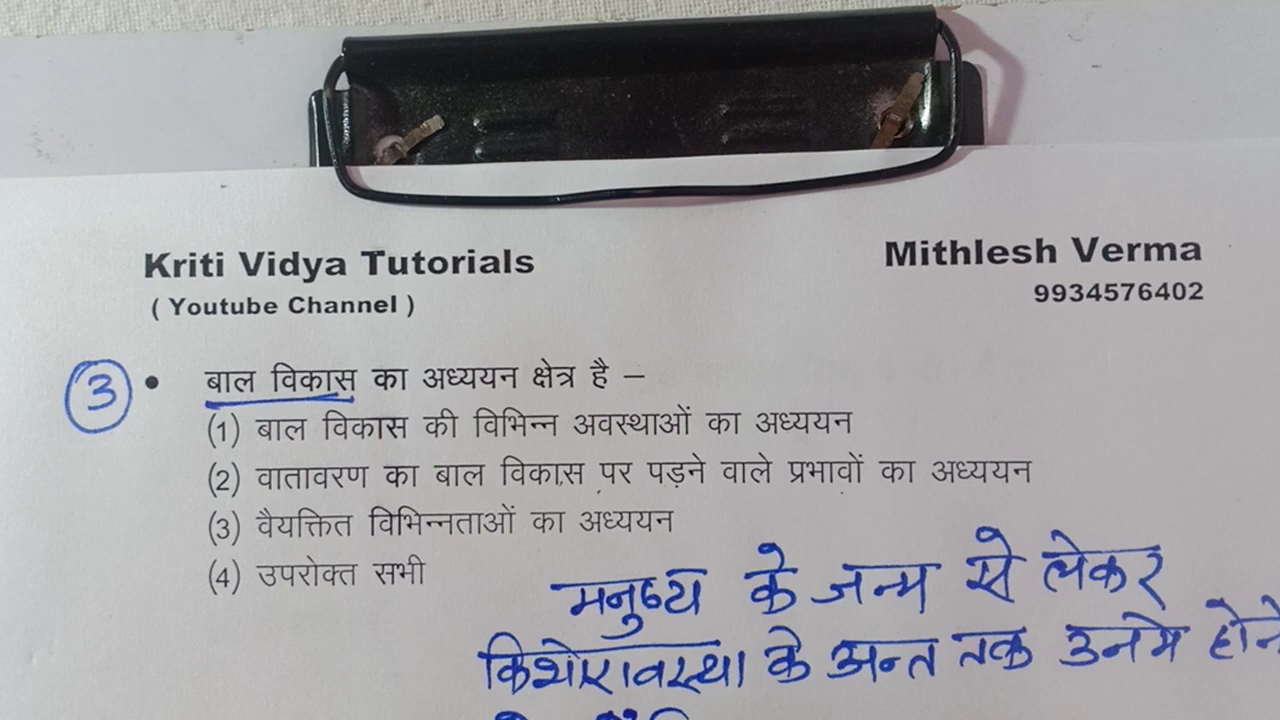 Kriti Vidya Tutorials
( Youtube Channel )
Mithlesh Verma
9934576402
3 • बाल विकास का अध्ययन क्षेत्र है –
(1) बाल विकास की विभिन्न अवस्थाओं का अध्ययन
(2) वातावरण का बाल विकास पर पड़ने वाले प्रभावों का अध्ययन
(3) वैयक्तित विभिन्नताओं का अध्ययन
(4) उपरोक्त सभी
मनुष्य के जन्म से लेकर
किशोरावस्था के अन्त तक उनमे होने